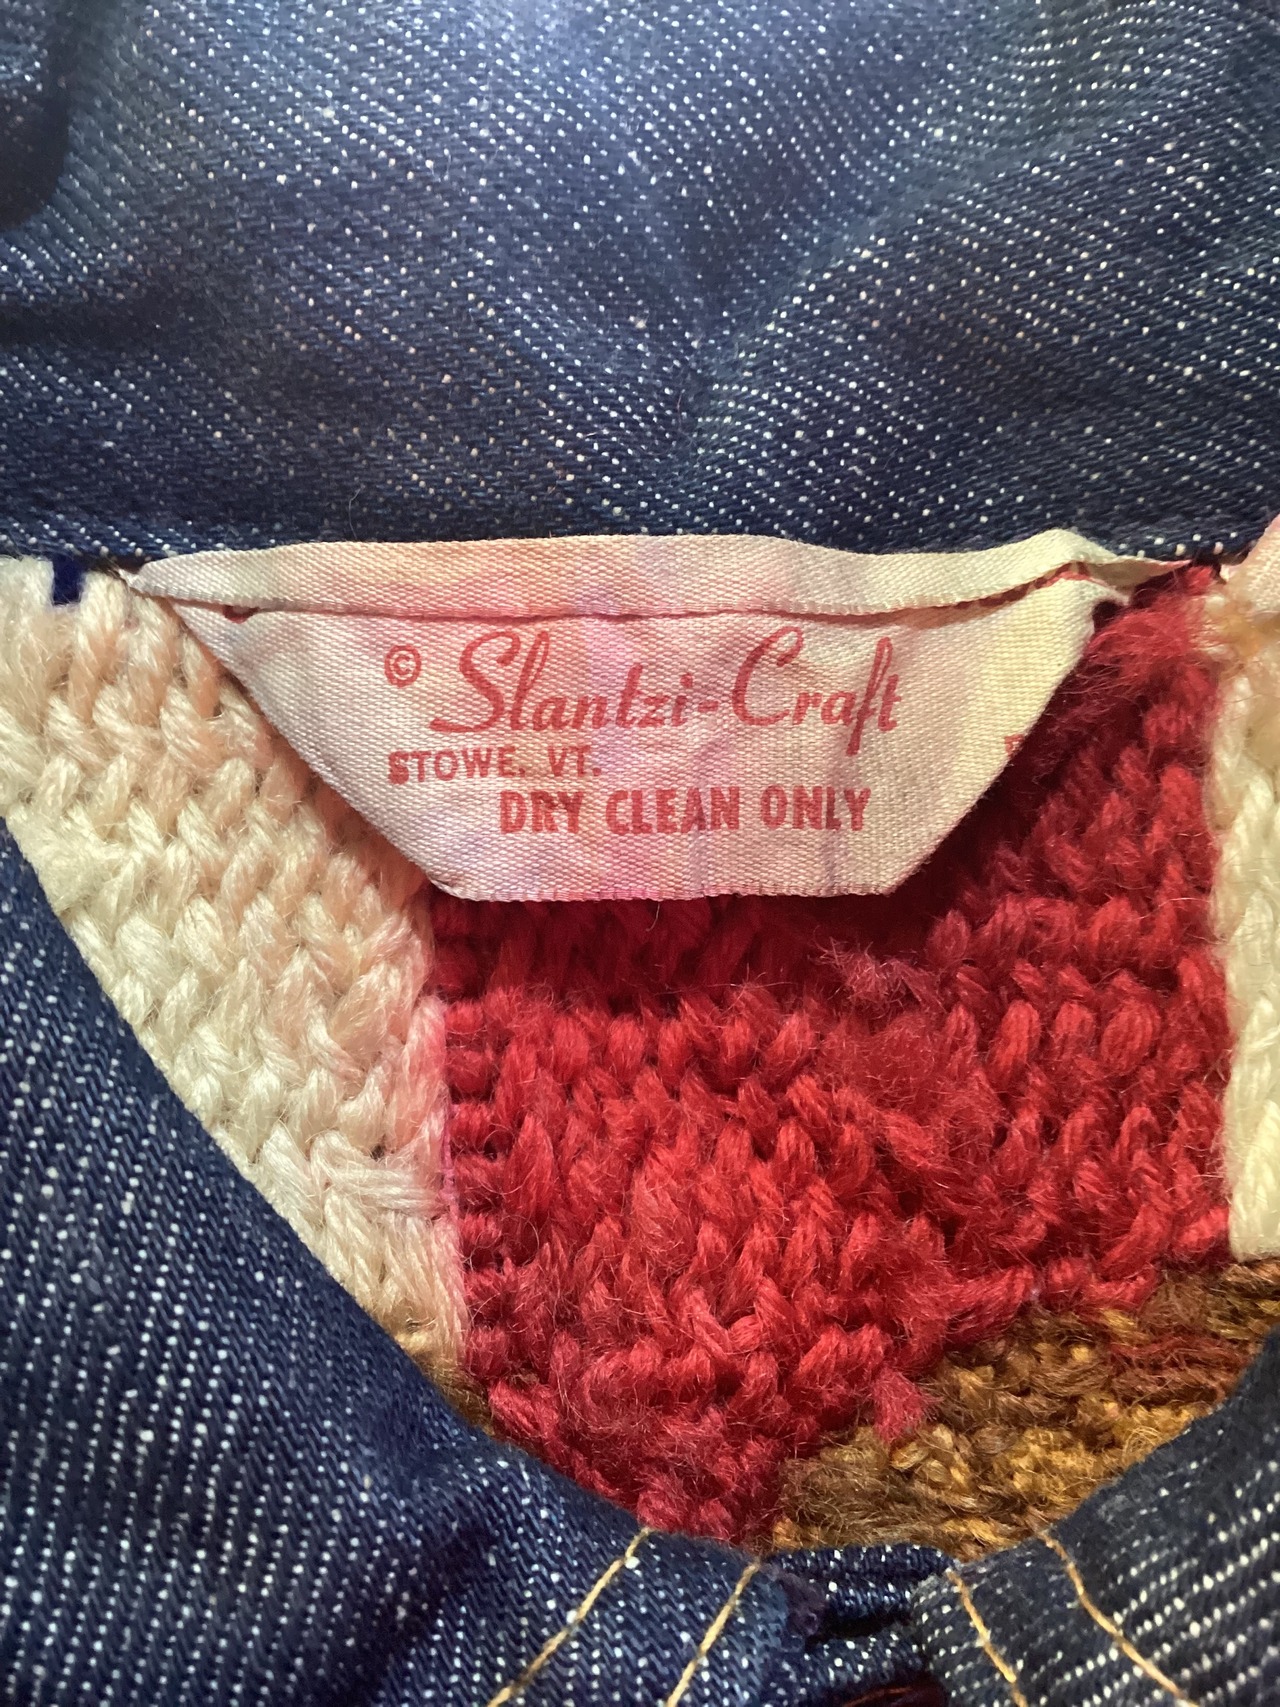 © Slantzi-Craft
STOWE, VT.
DRY CLEAN ONLY